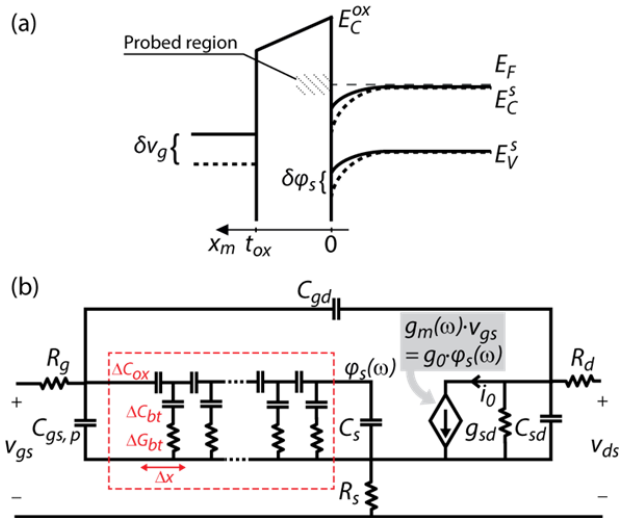 (a)
E_C^ox
Probed region
E_F
E_C^s
δv_g {
E_V^s
δφ_s {
x_m t_ox 0
(b)
C_gd
g_m(ω)·v_gs
= g_0·φ_s(ω)
R_g
ΔC_ox
φ_s(ω)
R_d
+
i_0
+
v_gs
C_gs,p
ΔC_bt
ΔG_bt
C_s
g_sd
C_sd
v_ds
Δx
R_s
−
−